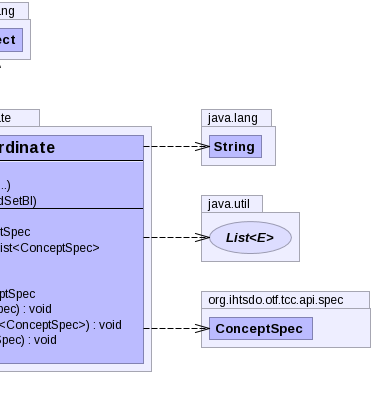 ang
ect
ate
rdinate
...)
dSetBI)
tSpec
ist<ConceptSpec>
ptSpec
pec) : void
<ConceptSpec>) : void
Spec) : void
java.lang
String
java.util
List<E>
org.ihtsdo.otf.tcc.api.spec
ConceptSpec